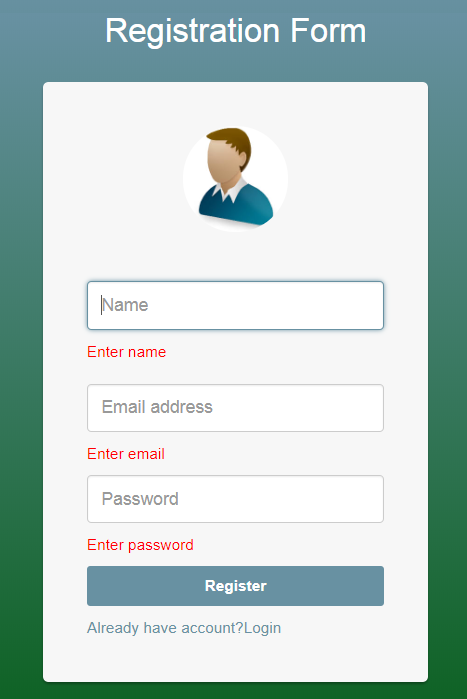 Registration Form
Name
Enter name
Email address
Enter email
Password
Enter password
Register
Already have account?Login